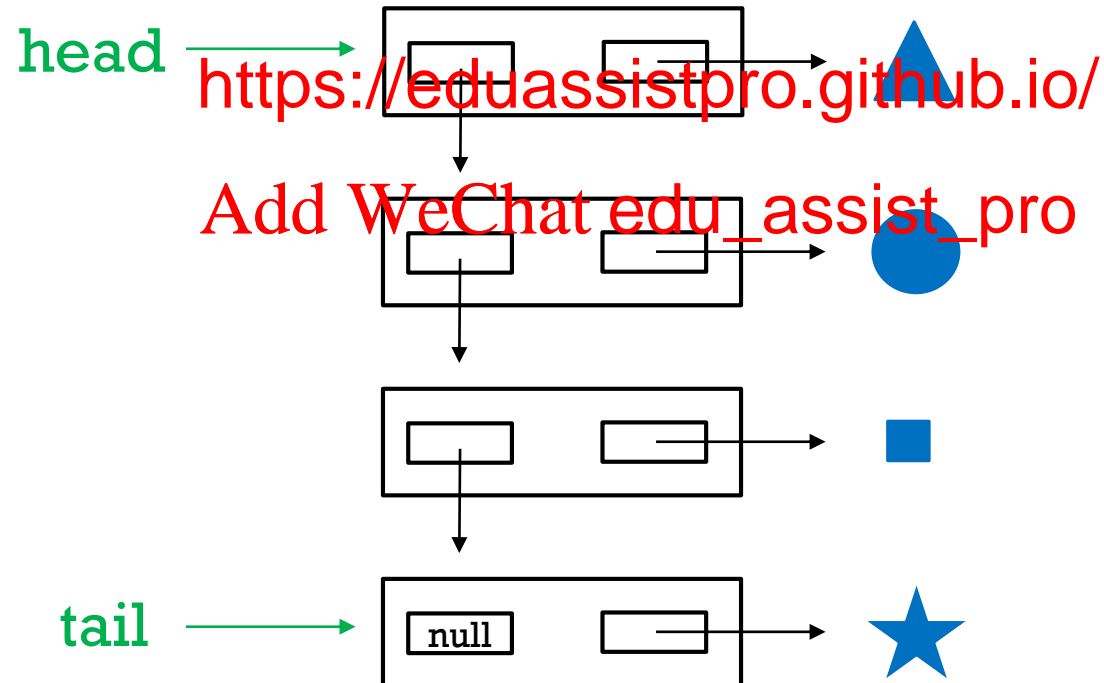 head
https://eduassistpro.github.io/
Add WeChat edu_assist_pro
tail
null